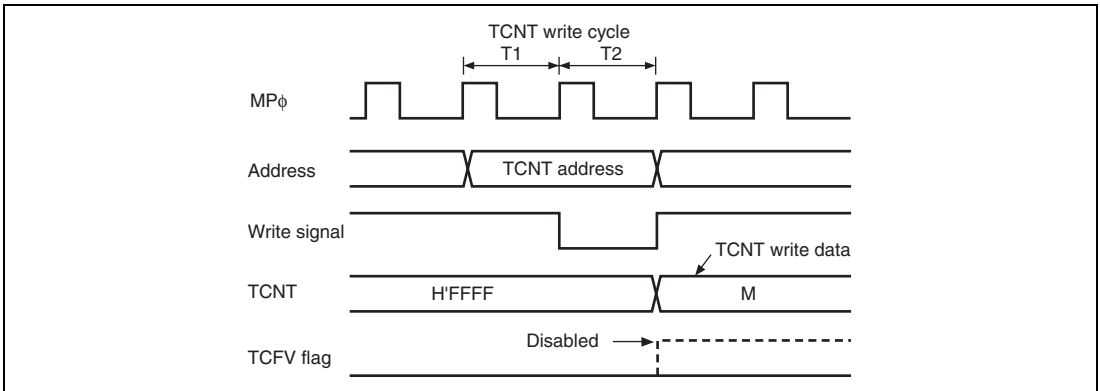 TCNT write cycle
T1 T2
MPϕ
Address TCNT address
Write signal
TCNT write data
TCNT H'FFFF M
Disabled
TCFV flag